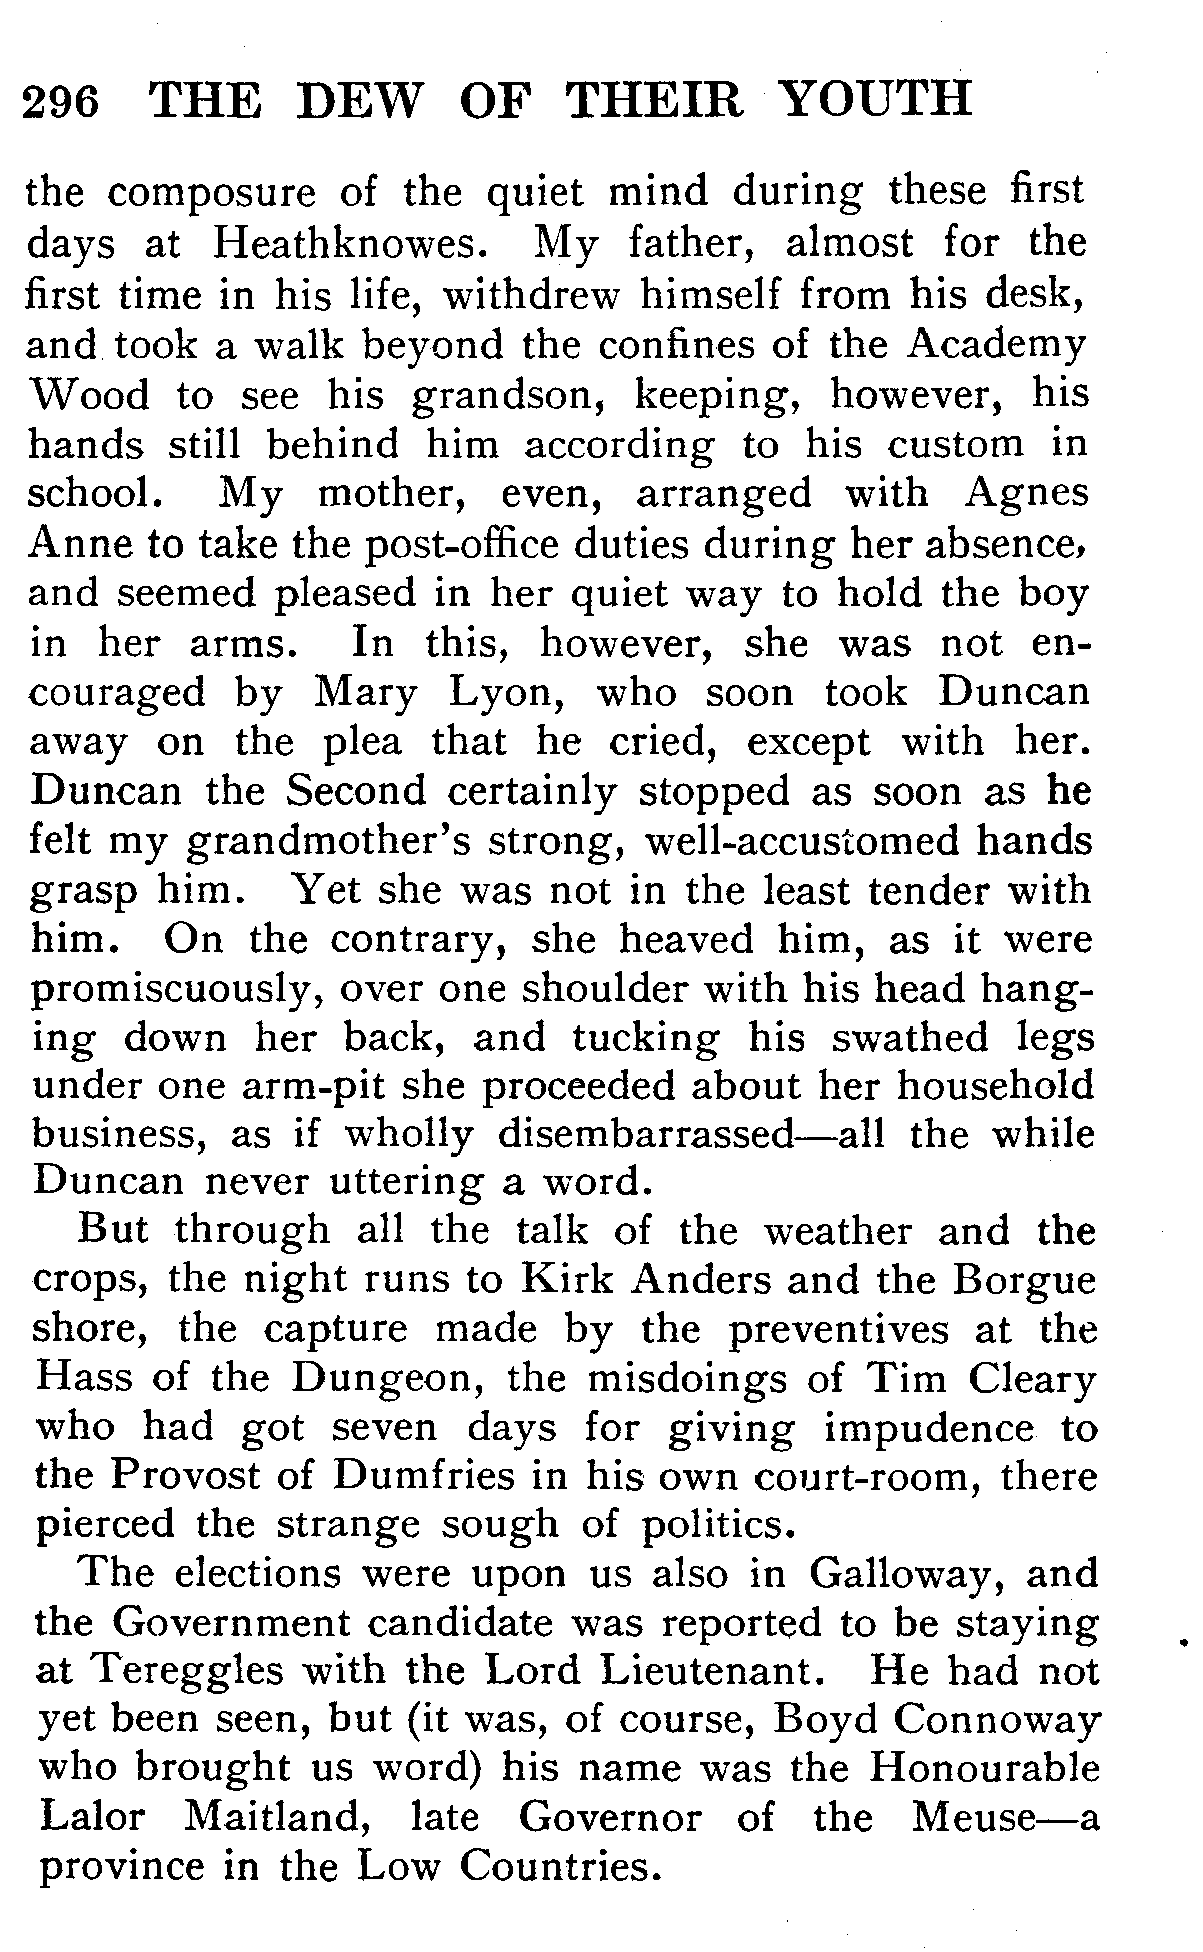 296 THE DEW OF THEIR YOUTH
the composure of the quiet mind during these first
days at Heathknowes. My father, almost for the
first time in his life, withdrew himself from his desk,
and took a walk beyond the confines of the Academy
Wood to see his grandson, keeping, however, his
hands still behind him according to his custom in
school. My mother, even, arranged with Agnes
Anne to take the post-office duties during her absence,
and seemed pleased in her quiet way to hold the boy
in her arms. In this, however, she was not en-
couraged by Mary Lyon, who soon took Duncan
away on the plea that he cried, except with her.
Duncan the Second certainly stopped as soon as he
felt my grandmother's strong, well-accustomed hands
grasp him. Yet she was not in the least tender with
him. On the contrary, she heaved him, as it were
promiscuously, over one shoulder with his head hang-
ing down her back, and tucking his swathed legs
under one arm-pit she proceeded about her household
business, as if wholly disembarrassed—all the while
Duncan never uttering a word.
But through all the talk of the weather and the
crops, the night runs to Kirk Anders and the Borgue
shore, the capture made by the preventives at the
Hass of the Dungeon, the misdoings of Tim Cleary
who had got seven days for giving impudence to
the Provost of Dumfries in his own court-room, there
pierced the strange sough of politics.
The elections were upon us also in Galloway, and
the Government candidate was reported to be staying
at Tereggles with the Lord Lieutenant. He had not
yet been seen, but (it was, of course, Boyd Connoway
who brought us word) his name was the Honourable
Lalor Maitland, late Governor of the Meuse—a
province in the Low Countries.